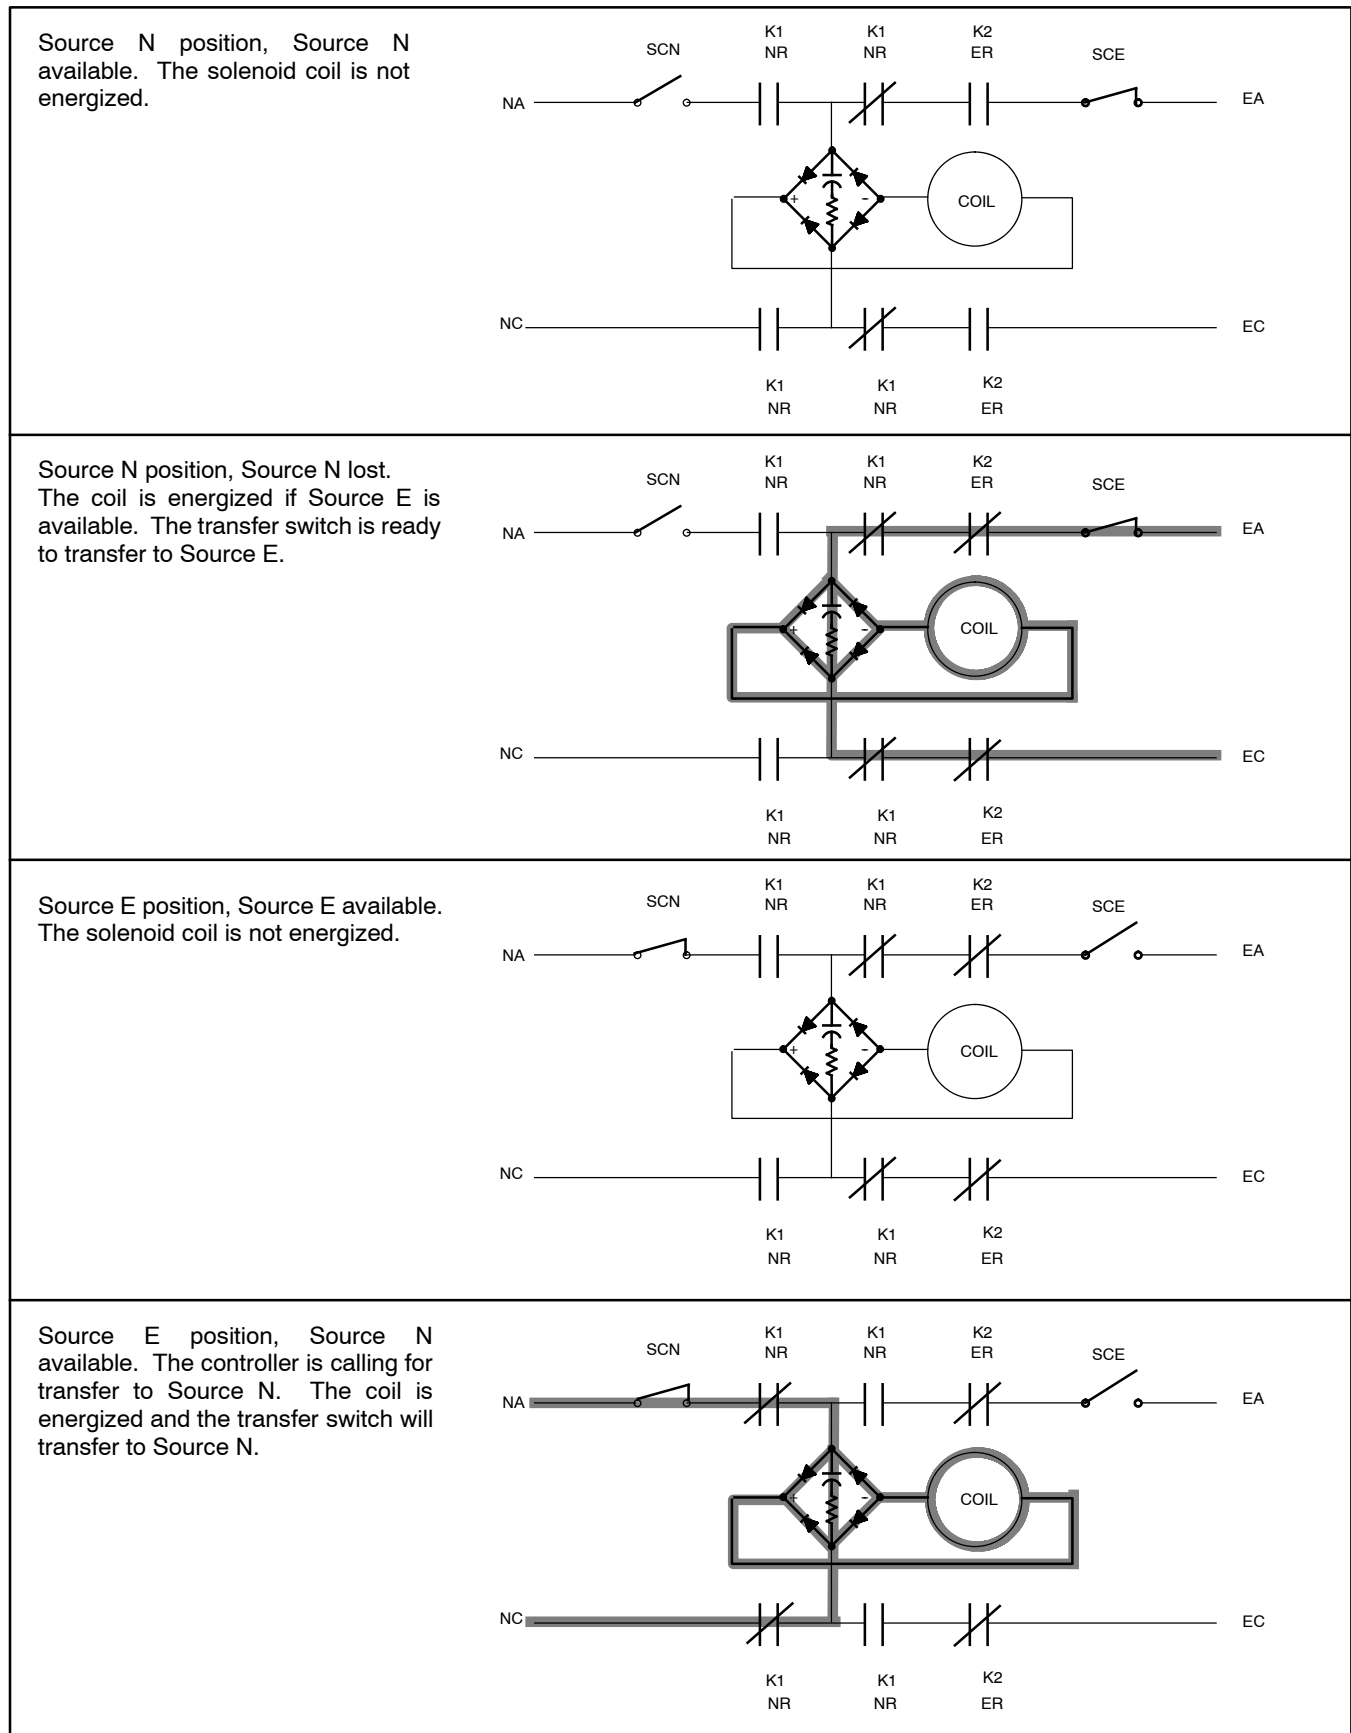 Source N position, Source N
available. The solenoid coil is not
energized.
K1 K1 K2
SCN NR NR ER SCE
NA EA
+ - COIL
NC EC
K1 K1 K2
NR NR ER
Source N position, Source N lost.
The coil is energized if Source E is
available. The transfer switch is ready
to transfer to Source E.
K1 K1 K2
SCN NR NR ER SCE
NA EA
+ - COIL
NC EC
K1 K1 K2
NR NR ER
Source E position, Source E available.
The solenoid coil is not energized.
K1 K1 K2
SCN NR NR ER SCE
NA EA
+ - COIL
NC EC
K1 K1 K2
NR NR ER
Source E position, Source N
available. The controller is calling for
transfer to Source N. The coil is
energized and the transfer switch will
transfer to Source N.
K1 K1 K2
SCN NR NR ER SCE
NA EA
+ - COIL
NC EC
K1 K1 K2
NR NR ER